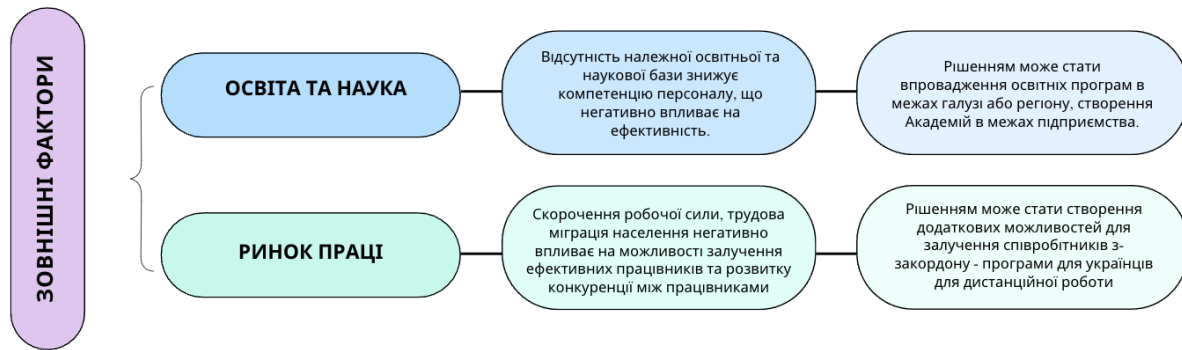 ЗОВНІШНІ ФАКТОРИ
ОСВІТА ТА НАУКА
Відсутність належної освітньої та
наукової бази знижує
компетенцію персоналу, що
негативно впливає на
ефективність.
Рішенням може стати
впровадження освітніх програм в
межах галузі або регіону, створення
Академій в межах підприємства.
РИНОК ПРАЦІ
Скорочення робочої сили, трудова
міграція населення негативно
впливає на можливості залучення
ефективних працівників та розвитку
конкуренції між працівниками
Рішенням може стати створення
додаткових можливостей для
залучення співробітників з-
закордону - програми для українців
для дистанційної роботи